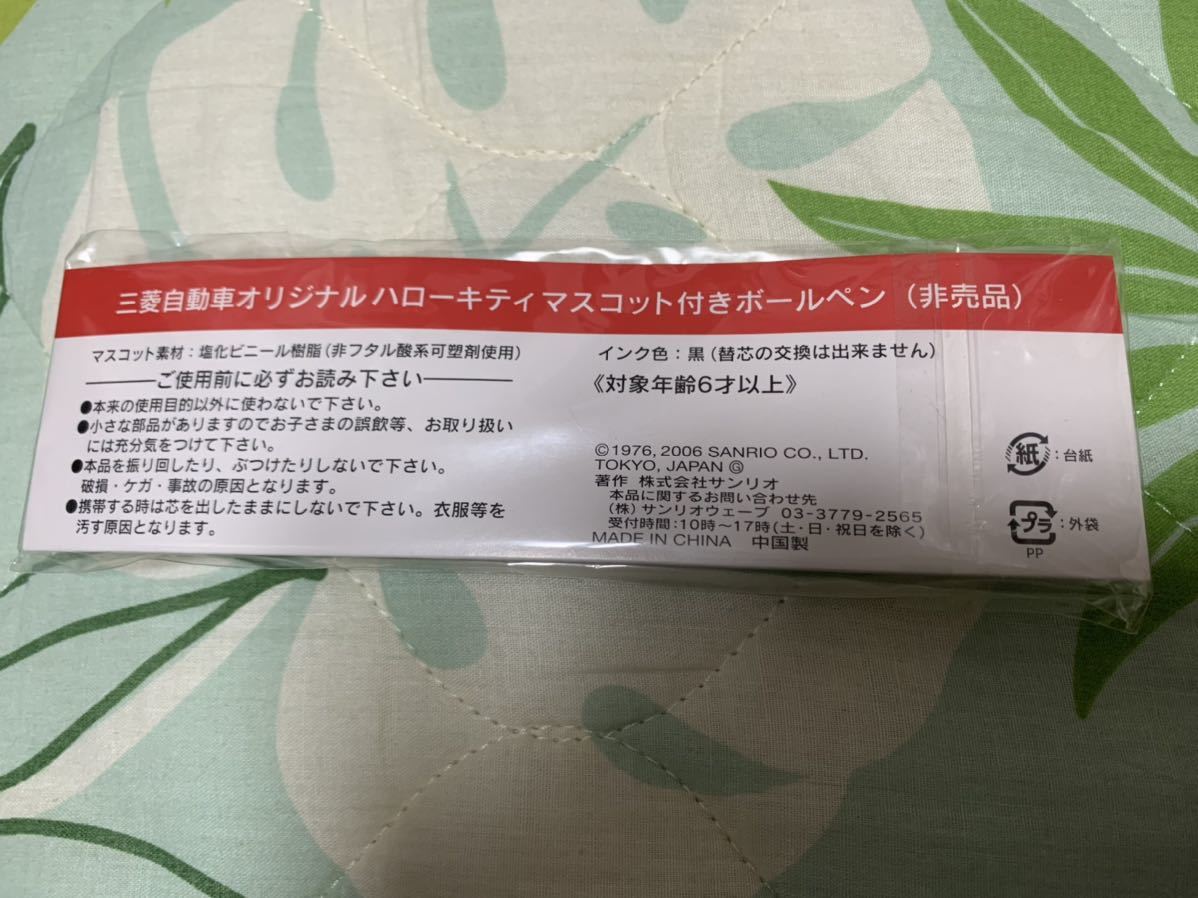 三菱自動車オリジナル ハローキティ マスコット付きボールペン（非売品）
マスコット素材：塩化ビニール樹脂（非フタル酸系可塑剤使用）
ご使用前に必ずお読み下さい
●本来の使用目的以外に使わないで下さい。
●小さな部品がありますのでお子さまの誤飲等、お取り扱い
には充分気をつけて下さい。
●本品を振り回したり、ぶつけたりしないで下さい。
破損・ケガ・事故の原因となります。
●携帯する時は芯を出したままにしないで下さい。衣服等を
汚す原因となります。
インク色：黒（替芯の交換は出来ません）
《対象年齢6才以上》
©1976, 2006 SANRIO CO., LTD.
TOKYO, JAPAN Ⓖ
著作 株式会社サンリオ
本品に関するお問い合わせ先
（株）サンリオウェーブ 03-3779-2565
受付時間：10時〜17時（土・日・祝日を除く）
MADE IN CHINA 中国製
紙：台紙
プラ：外袋
PP